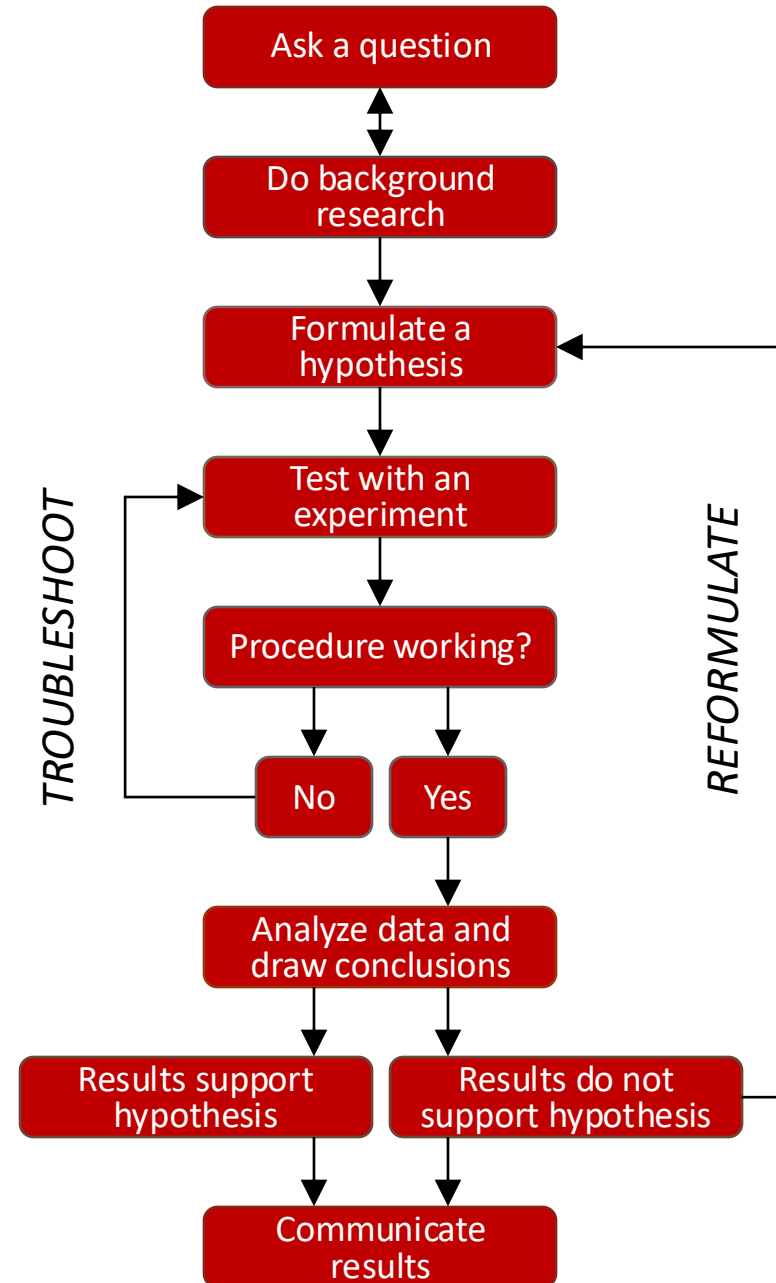 Ask a question
Do background
research
Formulate a
hypothesis
Test with an
experiment
TROUBLESHOOT
REFORMULATE
Procedure working?
No
Yes
Analyze data and
draw conclusions
Results support
hypothesis
Results do not
support hypothesis
Communicate
results